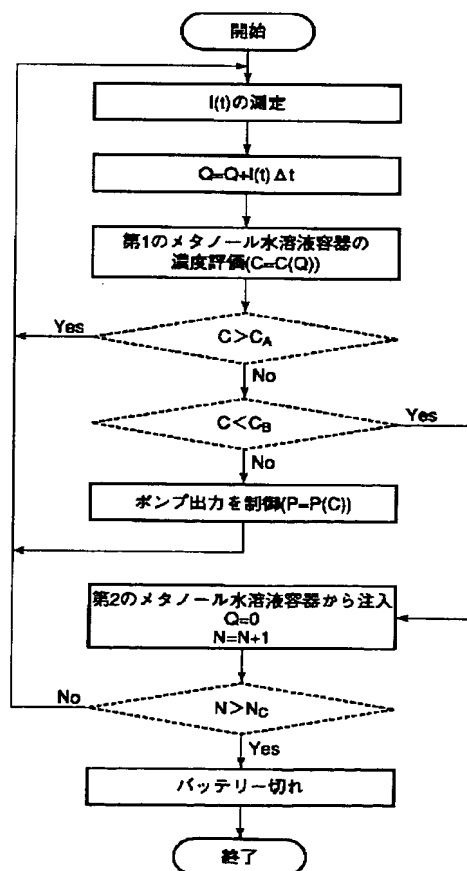 開始
I(t)の測定
Q=Q+I(t)Δt
第1のメタノール水溶液容器の
濃度評価(C=C(Q))
Yes
C>CA
No
C<CB
Yes
No
ポンプ出力を制御(P=P(C))
第2のメタノール水溶液容器から注入
Q=0
N=N+1
No
N>NC
Yes
バッテリー切れ
終了